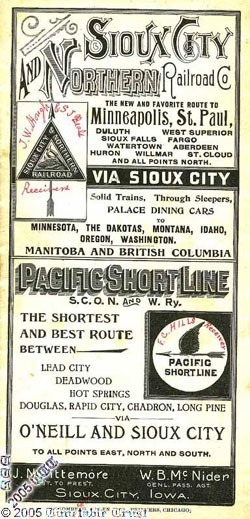 SIOUX CITY
AND NORTHERN Railroad Co
THE NEW AND FAVORITE ROUTE TO
Minneapolis, St. Paul,
DULUTH WEST SUPERIOR
SIOUX FALLS FARGO
WATERTOWN ABERDEEN
HURON WILLMAR ST. CLOUD
AND ALL POINTS NORTH.
SIOUX CITY & NORTHERN
RAILROAD
Receivers
VIA SIOUX CITY
Solid Trains, Through Sleepers,
PALACE DINING CARS
TO
MINNESOTA, THE DAKOTAS, MONTANA, IDAHO,
OREGON, WASHINGTON.
MANITOBA AND BRITISH COLUMBIA
PACIFIC SHORT LINE
S. C. O. N. AND W. Ry.
THE SHORTEST
AND BEST ROUTE
BETWEEN
LEAD CITY
DEADWOOD
HOT SPRINGS
F.C. HILLS Receiver
PACIFIC
SHORT LINE
DOUGLAS, RAPID CITY, CHADRON, LONG PINE
VIA
O'NEILL AND SIOUX CITY
TO ALL POINTS EAST, NORTH AND SOUTH.
W. B. McNider
GENL. PASS. AGT.
SIOUX CITY, IOWA.
CHICAGO
© 2005